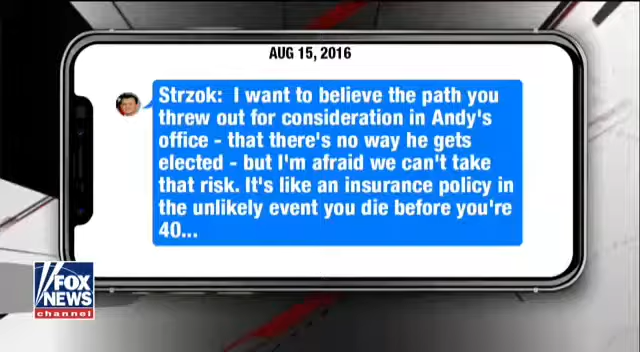 AUG 15, 2016
Strzok:  I want to believe the path you
threw out for consideration in Andy's
office - that there's no way he gets
elected - but I'm afraid we can't take
that risk. It's like an insurance policy in
the unlikely event you die before you're
40...
FOX
NEWS
channel